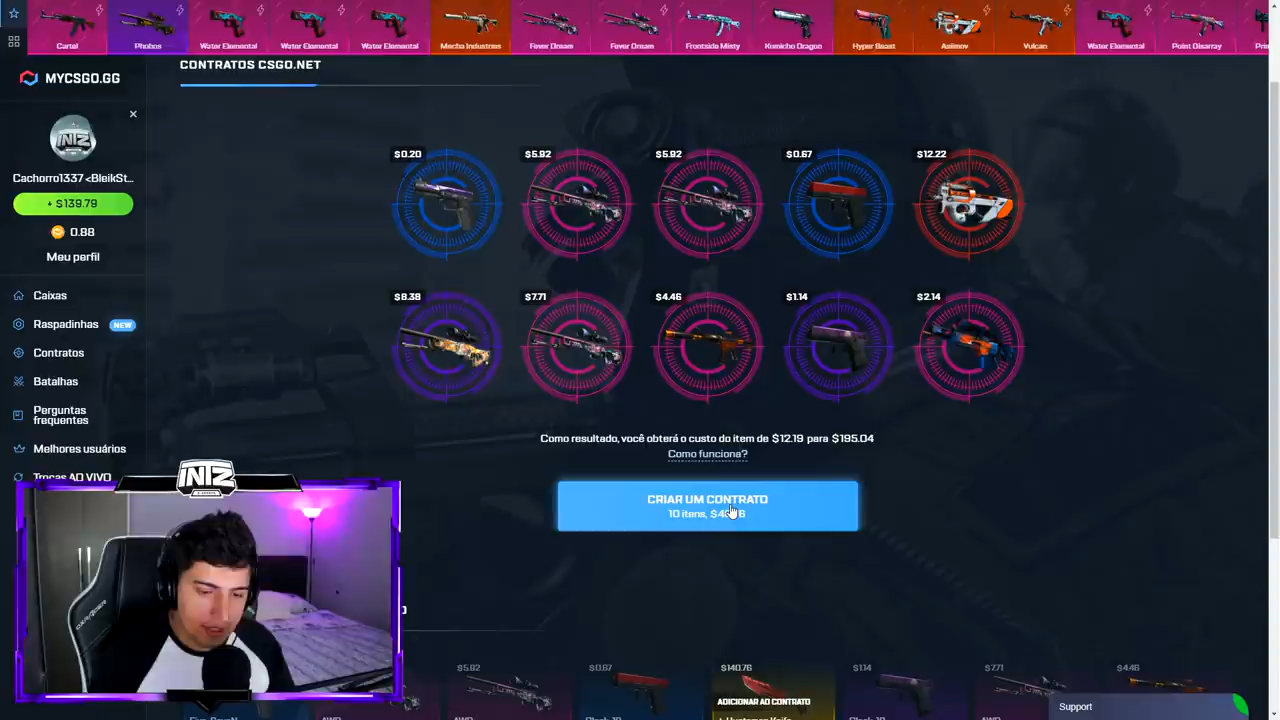 Cartel
Phobos
Water Elemental
Water Elemental
Water Elemental
Mecha Industries
Fever Dream
Fever Dream
Frontside Misty
Kumicho Dragon
Hyper Beast
Asiimov
Vulcan
Water Elemental
Point Disarray
MYCSGO.GG
CONTRATOS CSGO.NET
Cachorro1337 <BleikSt...
+ $139.79
0.88
Meu perfil
Caixas
Raspadinhas NEW
Contratos
Batalhas
Perguntas
frequentes
Melhores usuários
Trocas AO VIVO
$0.20
$5.92
$5.92
$0.67
$12.22
$8.38
$7.71
$4.46
$1.14
$2.14
Como resultado, você obterá o custo do item de $12.19 para $195.04
Como funciona?
CRIAR UM CONTRATO
10 itens,
INTZ
DXRACER
$5.92
$0.67
$140.76
$1.14
$7.71
$4.46
ADICIONAR AO CONTRATO
Support